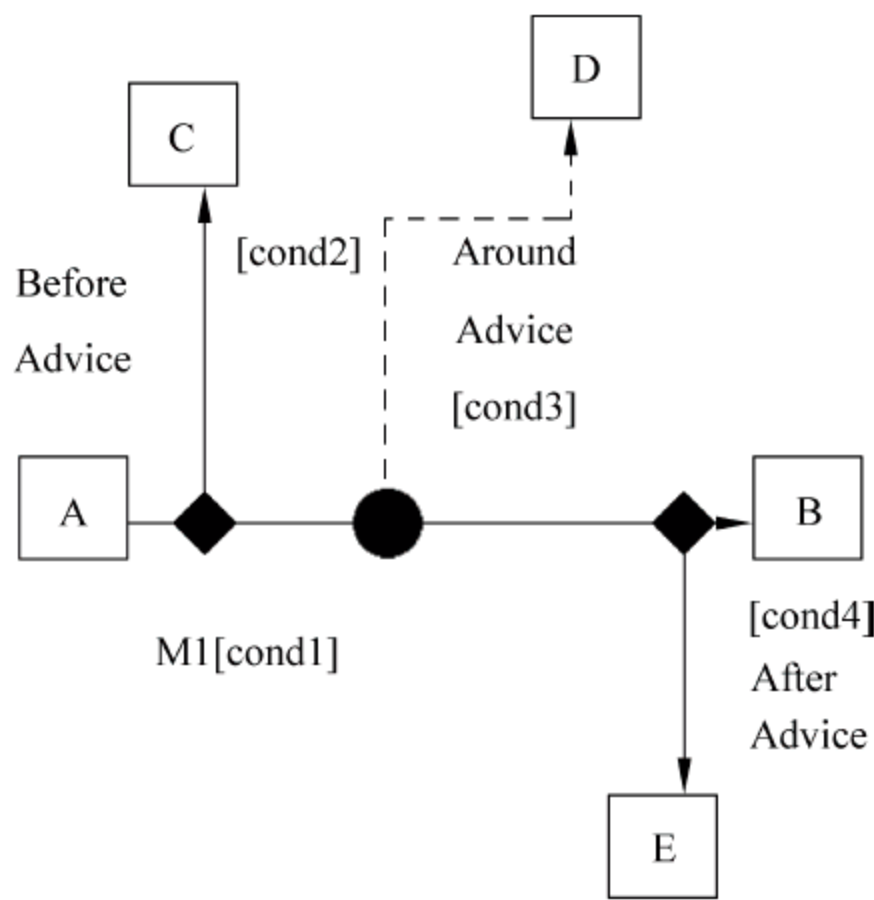 D
C
[cond2]
Around
Before
Advice
Advice
[cond3]
A
B
[cond4]
M1[cond1]
After
Advice
E